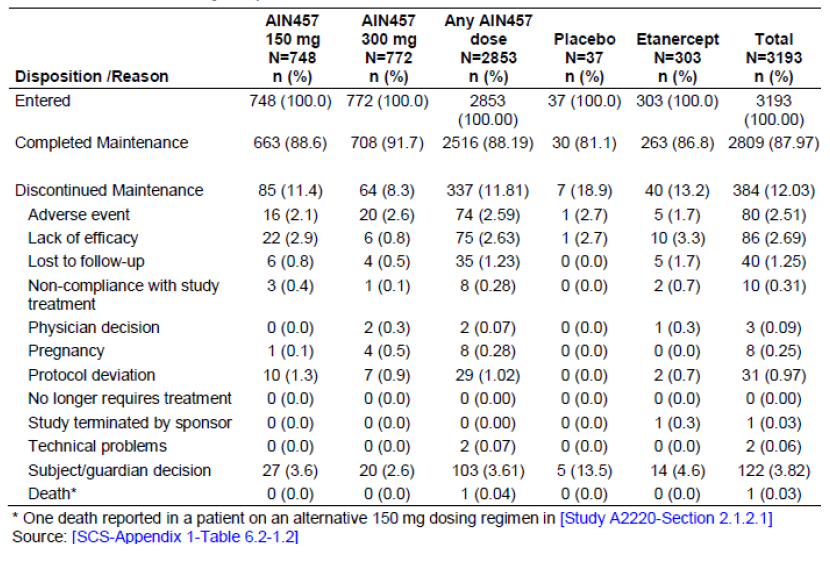 AIN457 AIN457 Any AIN457
150 mg 300 mg dose Placebo Etanercept Total
N=748 N=772 N=2853 N=37 N=303 N=3193
Disposition /Reason n (%) n (%) n (%) n (%) n (%) n (%)
Entered 748 (100.0) 772 (100.0) 2853 37 (100.0) 303 (100.0) 3193
(100.00) (100.00)
Completed Maintenance 663 (88.6) 708 (91.7) 2516 (88.19) 30 (81.1) 263 (86.8) 2809 (87.97)
Discontinued Maintenance 85 (11.4) 64 (8.3) 337 (11.81) 7 (18.9) 40 (13.2) 384 (12.03)
Adverse event 16 (2.1) 20 (2.6) 74 (2.59) 1 (2.7) 5 (1.7) 80 (2.51)
Lack of efficacy 22 (2.9) 6 (0.8) 75 (2.63) 1 (2.7) 10 (3.3) 86 (2.69)
Lost to follow-up 6 (0.8) 4 (0.5) 35 (1.23) 0 (0.0) 5 (1.7) 40 (1.25)
Non-compliance with study 3 (0.4) 1 (0.1) 8 (0.28) 0 (0.0) 2 (0.7) 10 (0.31)
treatment
Physician decision 0 (0.0) 2 (0.3) 2 (0.07) 0 (0.0) 1 (0.3) 3 (0.09)
Pregnancy 1 (0.1) 4 (0.5) 8 (0.28) 0 (0.0) 0 (0.0) 8 (0.25)
Protocol deviation 10 (1.3) 7 (0.9) 29 (1.02) 0 (0.0) 2 (0.7) 31 (0.97)
No longer requires treatment 0 (0.0) 0 (0.0) 0 (0.00) 0 (0.0) 0 (0.0) 0 (0.00)
Study terminated by sponsor 0 (0.0) 0 (0.0) 0 (0.00) 0 (0.0) 1 (0.3) 1 (0.03)
Technical problems 0 (0.0) 0 (0.0) 2 (0.07) 0 (0.0) 0 (0.0) 2 (0.06)
Subject/guardian decision 27 (3.6) 20 (2.6) 103 (3.61) 5 (13.5) 14 (4.6) 122 (3.82)
Death* 0 (0.0) 0 (0.0) 1 (0.04) 0 (0.0) 0 (0.0) 1 (0.03)
* One death reported in a patient on an alternative 150 mg dosing regimen in [Study A2220-Section 2.1.2.1]
Source: [SCS-Appendix 1-Table 6.2-1.2]